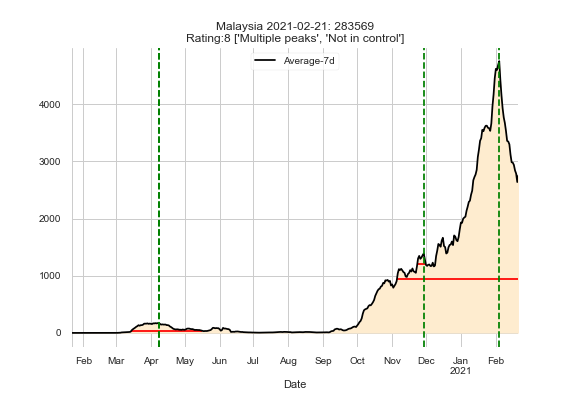 Malaysia 2021-02-21: 283569
Rating:8 ['Multiple peaks', 'Not in control']
Average-7d
4000
3000
2000
1000
0
Feb Mar Apr May Jun Jul Aug Sep Oct Nov Dec Jan Feb
2021
Date